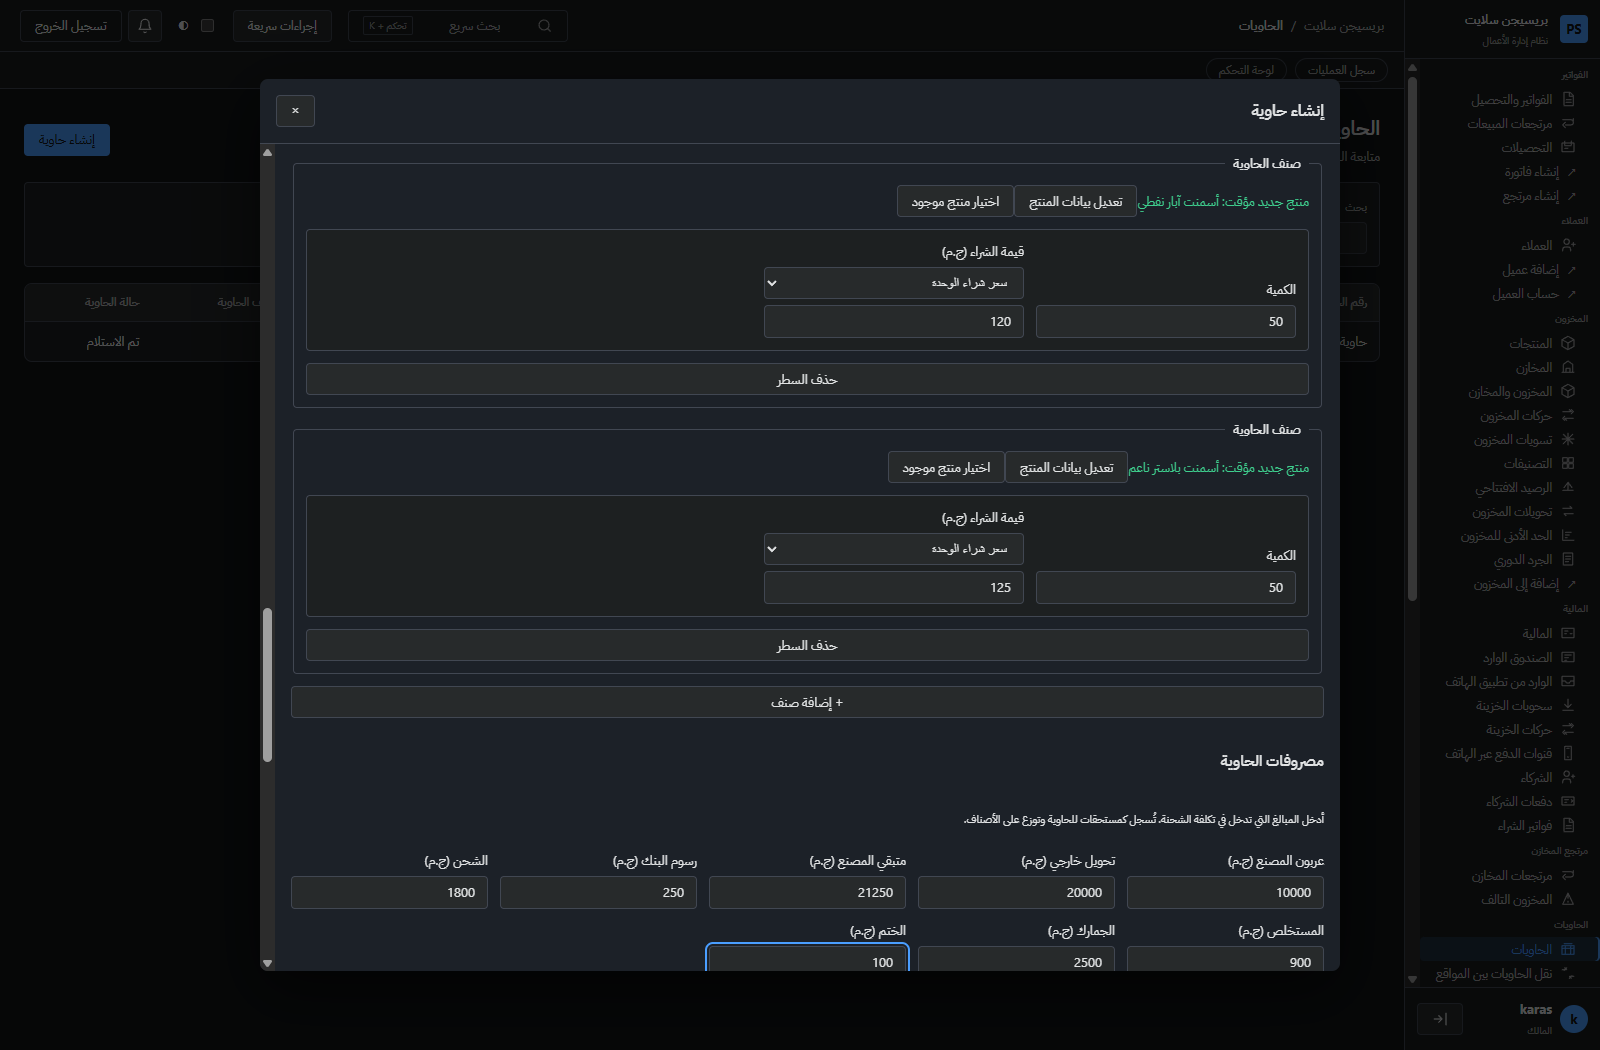 بريسيجن سلايت
نظام إدارة الأعمال
PS
بريسيجن سلايت / الحاويات
بحث سريع
تحكم + K
إجراءات سريعة
تسجيل الخروج
سجل العمليات
لوحة التحكم
الفواتير
الفواتير والتحصيل
مرتجعات المبيعات
التحصيلات
إنشاء فاتورة
إنشاء مرتجع
العملاء
العملاء
إضافة عميل
حساب العميل
المخزون
المنتجات
المخازن
المخزون والمخازن
حركات المخزون
تسويات المخزون
التصنيفات
الرصيد الافتتاحي
تحويلات المخزون
الحد الأدنى للمخزون
الجرد الدوري
إضافة إلى المخزون
المالية
المالية
الصندوق الوارد
الوارد من تطبيق الهاتف
سحوبات الخزينة
حركات الخزينة
قنوات الدفع عبر الهاتف
الشركاء
دفعات الشركاء
فواتير الشراء
مرتجع المخازن
مرتجعات المخازن
المخزون التالف
الحاويات
الحاويات
نقل الحاويات بين المواقع
karas
المالك
k
إنشاء حاوية
متابعة
بحث
رقم
حالة الحاوية
الحاوية
حاوية
تم الاستلام
إنشاء حاوية
×
صنف الحاوية
منتج جديد مؤقت: أسمنت آبار نفطي
تعديل بيانات المنتج
اختيار منتج موجود
الكمية
50
قيمة الشراء (ج.م)
سعر شراء الوحدة
120
حذف السطر
صنف الحاوية
منتج جديد مؤقت: أسمنت بلاستر ناعم
تعديل بيانات المنتج
اختيار منتج موجود
الكمية
50
قيمة الشراء (ج.م)
سعر شراء الوحدة
125
حذف السطر
+ إضافة صنف
مصروفات الحاوية
أدخل المبالغ التي تدخل في تكلفة الشحنة. تُسجل كمستحقات للحاوية وتوزع على الأصناف.
عربون المصنع (ج.م)
10000
تحويل خارجي (ج.م)
20000
متبقي المصنع (ج.م)
21250
رسوم البنك (ج.م)
250
الشحن (ج.م)
1800
المستخلص (ج.م)
900
الجمارك (ج.م)
2500
الختم (ج.م)
100